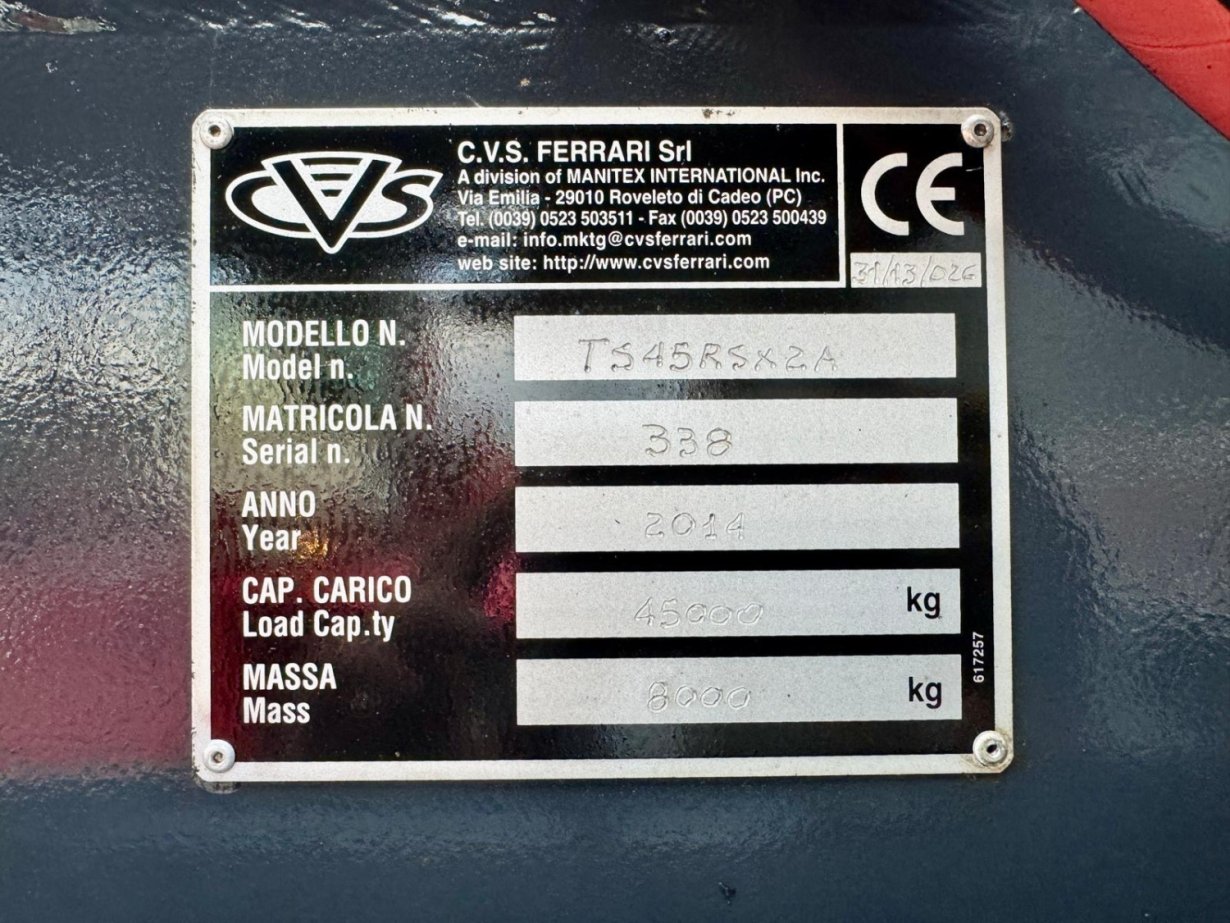 CVS
C.V.S. FERRARI Srl
A division of MANITEX INTERNATIONAL Inc.
Via Emilia - 29010 Roveleto di Cadeo (PC)
Tel. (0039) 0523 503511 - Fax (0039) 0523 500439
e-mail: info.mktg@cvsferrari.com
web site: http://www.cvsferrari.com
CE
31/13/026
MODELLO N.
Model n.
TS45RSX2A
MATRICOLA N.
Serial n.
338
ANNO
Year
2014
CAP. CARICO
Load Cap.ty
45000 kg
MASSA
Mass
8000 kg
617257